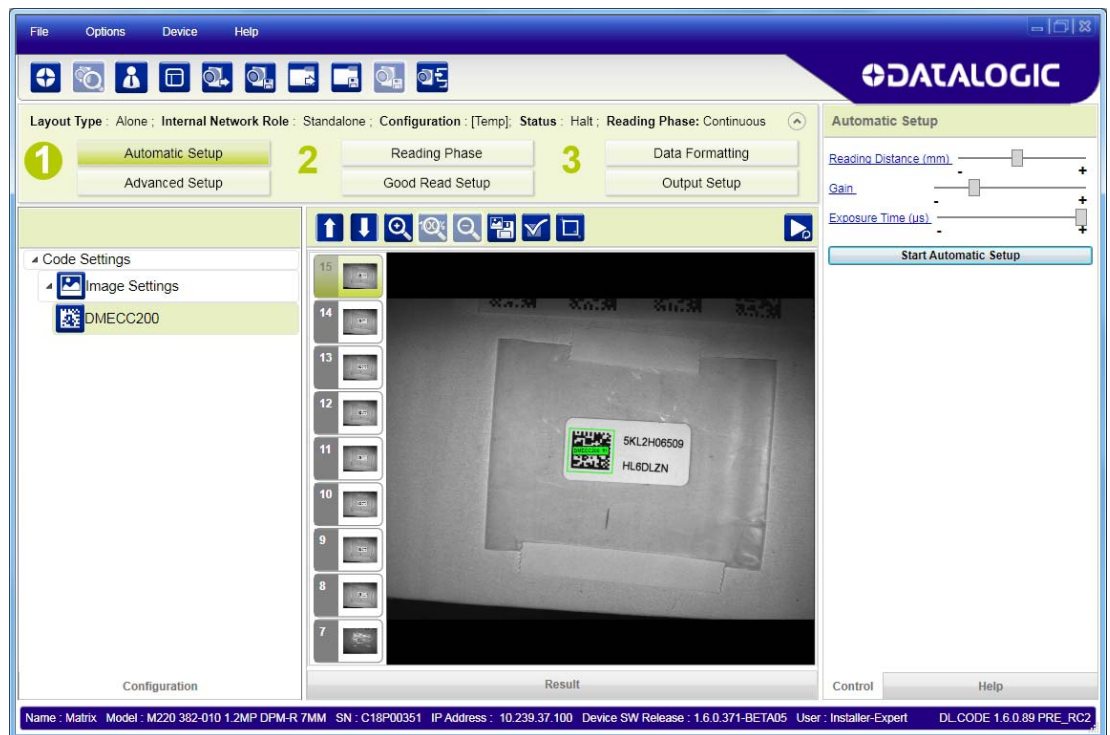 File Options Device Help
DATALOGIC
Layout Type : Alone ; Internal Network Role : Standalone ; Configuration : [Temp]; Status : Halt ; Reading Phase: Continuous
1 Automatic Setup 2 Reading Phase 3 Data Formatting
Advanced Setup Good Read Setup Output Setup
Automatic Setup
Reading Distance (mm)
- +
Gain
- +
Exposure Time (µs)
- +
Start Automatic Setup
Code Settings
Image Settings
DMECC200
100%
15
14
13
12
11
10
9
8
7
5KL2H06509
HL6DLZN
Configuration
Result
Control Help
Name : Matrix Model : M220 382-010 1.2MP DPM-R 7MM SN : C18P00351 IP Address : 10.239.37.100 Device SW Release : 1.6.0.371-BETA05 User : Installer-Expert DL.CODE 1.6.0.89 PRE_RC2